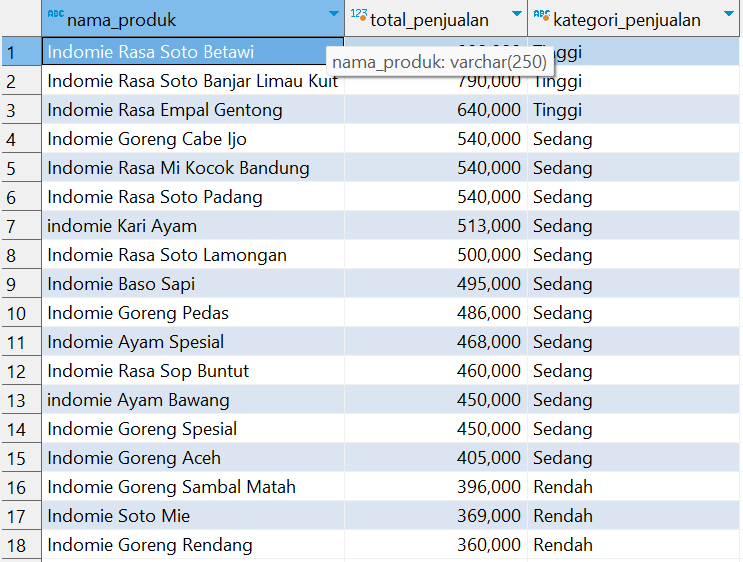 ABC nama_produk 123 total_penjualan ABC kategori_penjualan
1 Indomie Rasa Soto Betawi
nama_produk: varchar(250)
2 Indomie Rasa Soto Banjar Limau Kuit 790,000 Tinggi
3 Indomie Rasa Empal Gentong 640,000 Tinggi
4 Indomie Goreng Cabe Ijo 540,000 Sedang
5 Indomie Rasa Mi Kocok Bandung 540,000 Sedang
6 Indomie Rasa Soto Padang 540,000 Sedang
7 indomie Kari Ayam 513,000 Sedang
8 Indomie Rasa Soto Lamongan 500,000 Sedang
9 Indomie Baso Sapi 495,000 Sedang
10 Indomie Goreng Pedas 486,000 Sedang
11 Indomie Ayam Spesial 468,000 Sedang
12 Indomie Rasa Sop Buntut 460,000 Sedang
13 indomie Ayam Bawang 450,000 Sedang
14 Indomie Goreng Spesial 450,000 Sedang
15 Indomie Goreng Aceh 405,000 Sedang
16 Indomie Goreng Sambal Matah 396,000 Rendah
17 Indomie Soto Mie 369,000 Rendah
18 Indomie Goreng Rendang 360,000 Rendah